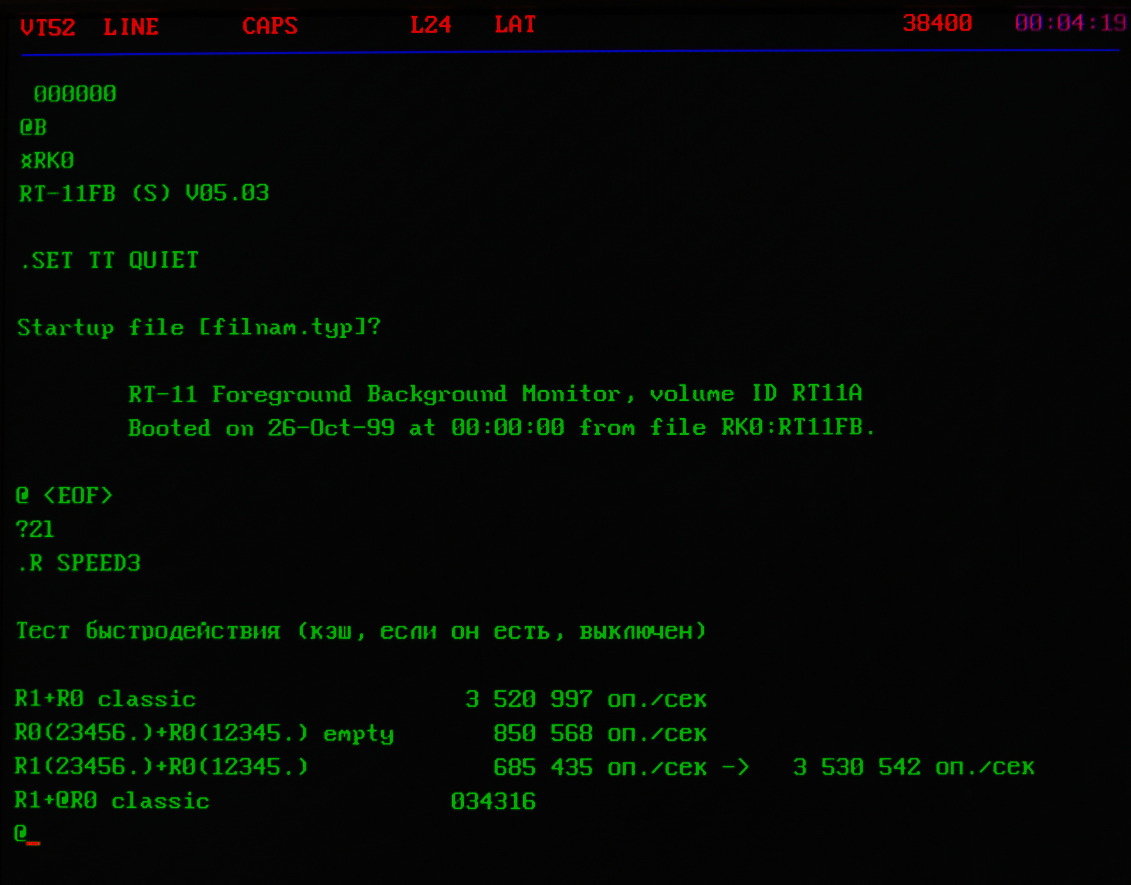 VT52 LINE CAPS L24 LAT 38400 00:04:19
000000
@B
¤RK0
RT-11FB (S) V05.03
.SET TT QUIET
Startup file [filnam.typ]?
RT-11 Foreground Background Monitor, volume ID RT11A
Booted on 26-Oct-99 at 00:00:00 from file RK0:RT11FB.
@ <EOF>
?2l
.R SPEED3
Тест быстродействия (кэш, если он есть, выключен)
R1+R0 classic 3 520 997 оп./сек
R0(23456.)+R0(12345.) empty 850 568 оп./сек
R1(23456.)+R0(12345.) 685 435 оп./сек -> 3 530 542 оп./сек
R1+@R0 classic 034316
@_